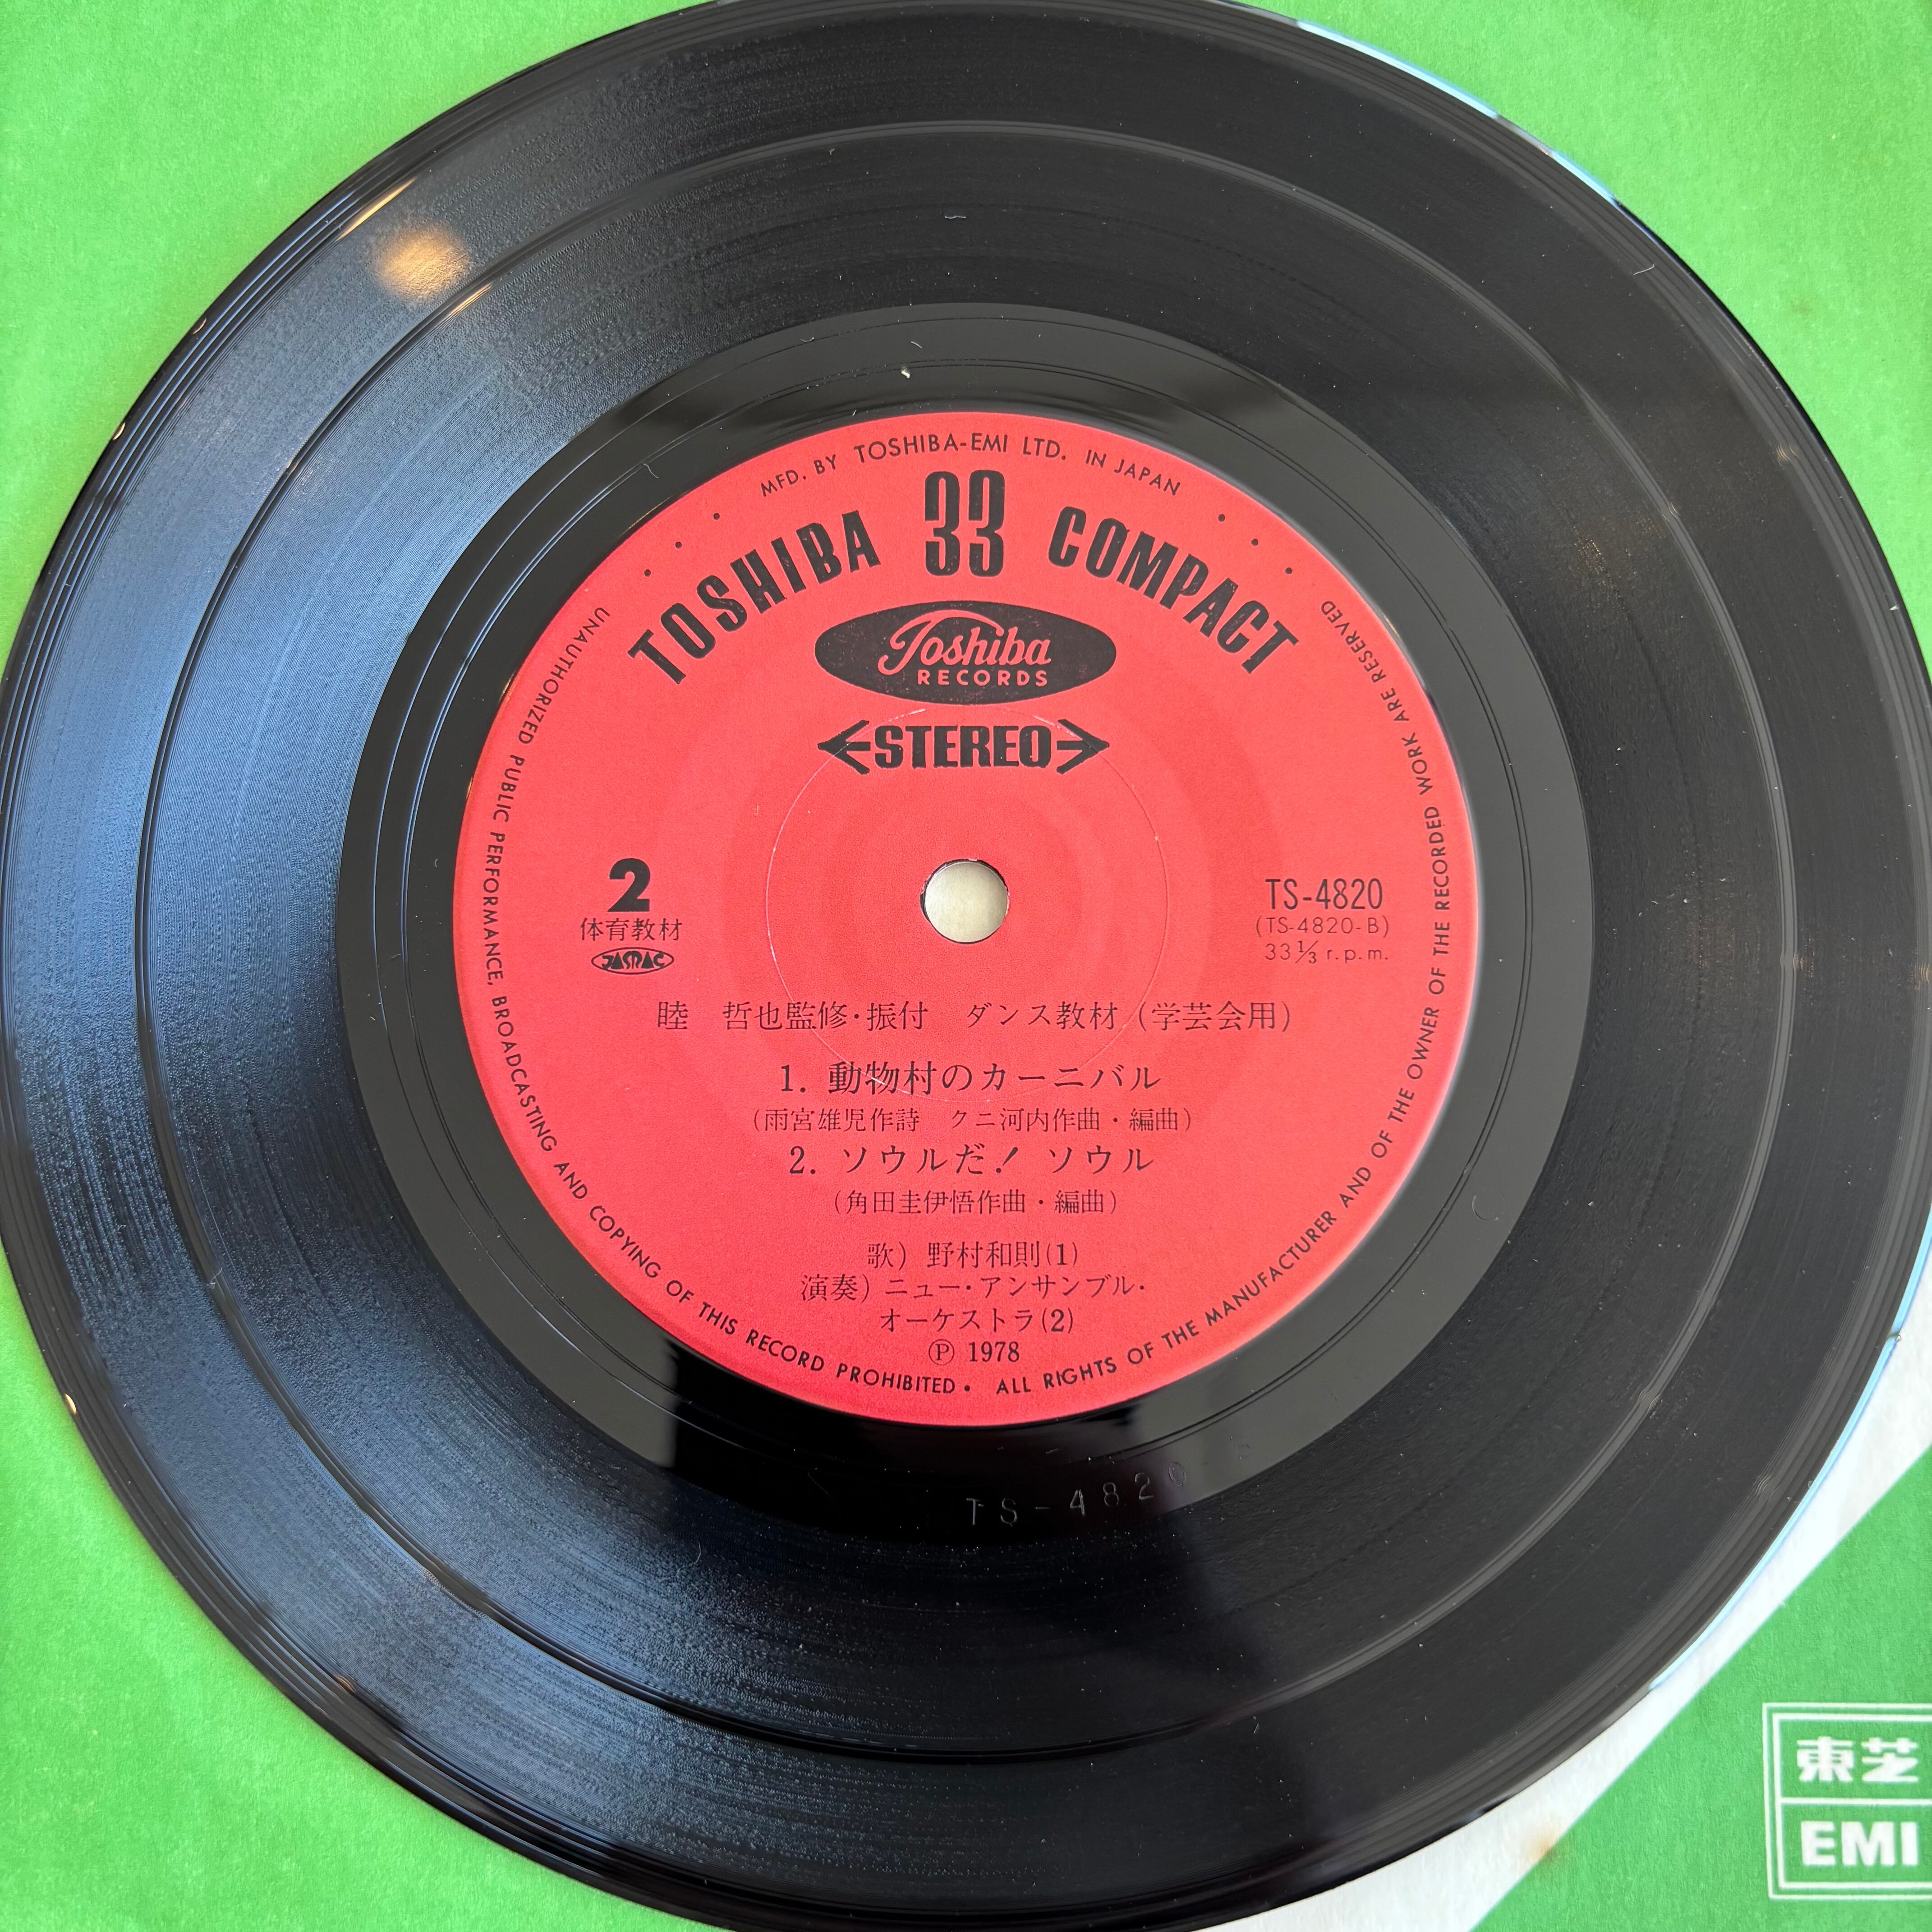 MFD. BY TOSHIBA-EMI LTD. IN JAPAN
TOSHIBA 33 COMPACT
Toshiba
RECORDS
STEREO
2
体育教材
JASRAC
TS-4820
(TS-4820-B)
33⅓ r.p.m.
睦 哲也監修・振付 ダンス教材(学芸会用)
1. 動物村のカーニバル
(雨宮雄児作詩 クニ河内作曲・編曲)
2. ソウルだ！ ソウル
(角田圭伊悟作曲・編曲)
歌) 野村和則(1)
演奏) ニュー・アンサンブル・
オーケストラ(2)
Ⓟ 1978
UNAUTHORIZED PUBLIC PERFORMANCE, BROADCASTING AND COPYING OF THIS RECORD PROHIBITED • ALL RIGHTS OF THE MANUFACTURER AND OF THE OWNER OF THE RECORDED WORK ARE RESERVED
TS-4820
東芝
EMI